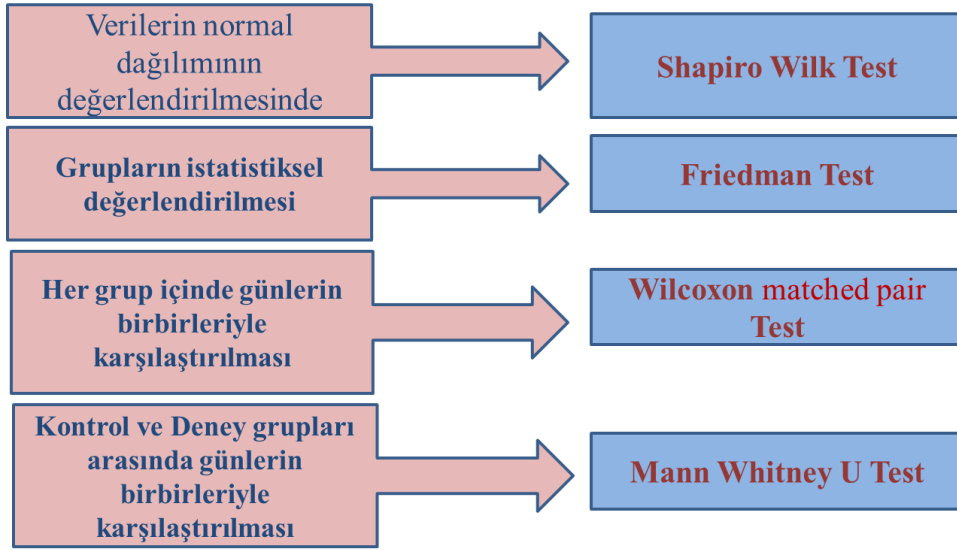 Verilerin normal
dağılımının
değerlendirilmesinde
Shapiro Wilk Test
Grupların istatistiksel
değerlendirilmesi
Friedman Test
Her grup içinde günlerin
birbirleriyle
karşılaştırılması
Wilcoxon matched pair
Test
Kontrol ve Deney grupları
arasında günlerin
birbirleriyle
karşılaştırılması
Mann Whitney U Test